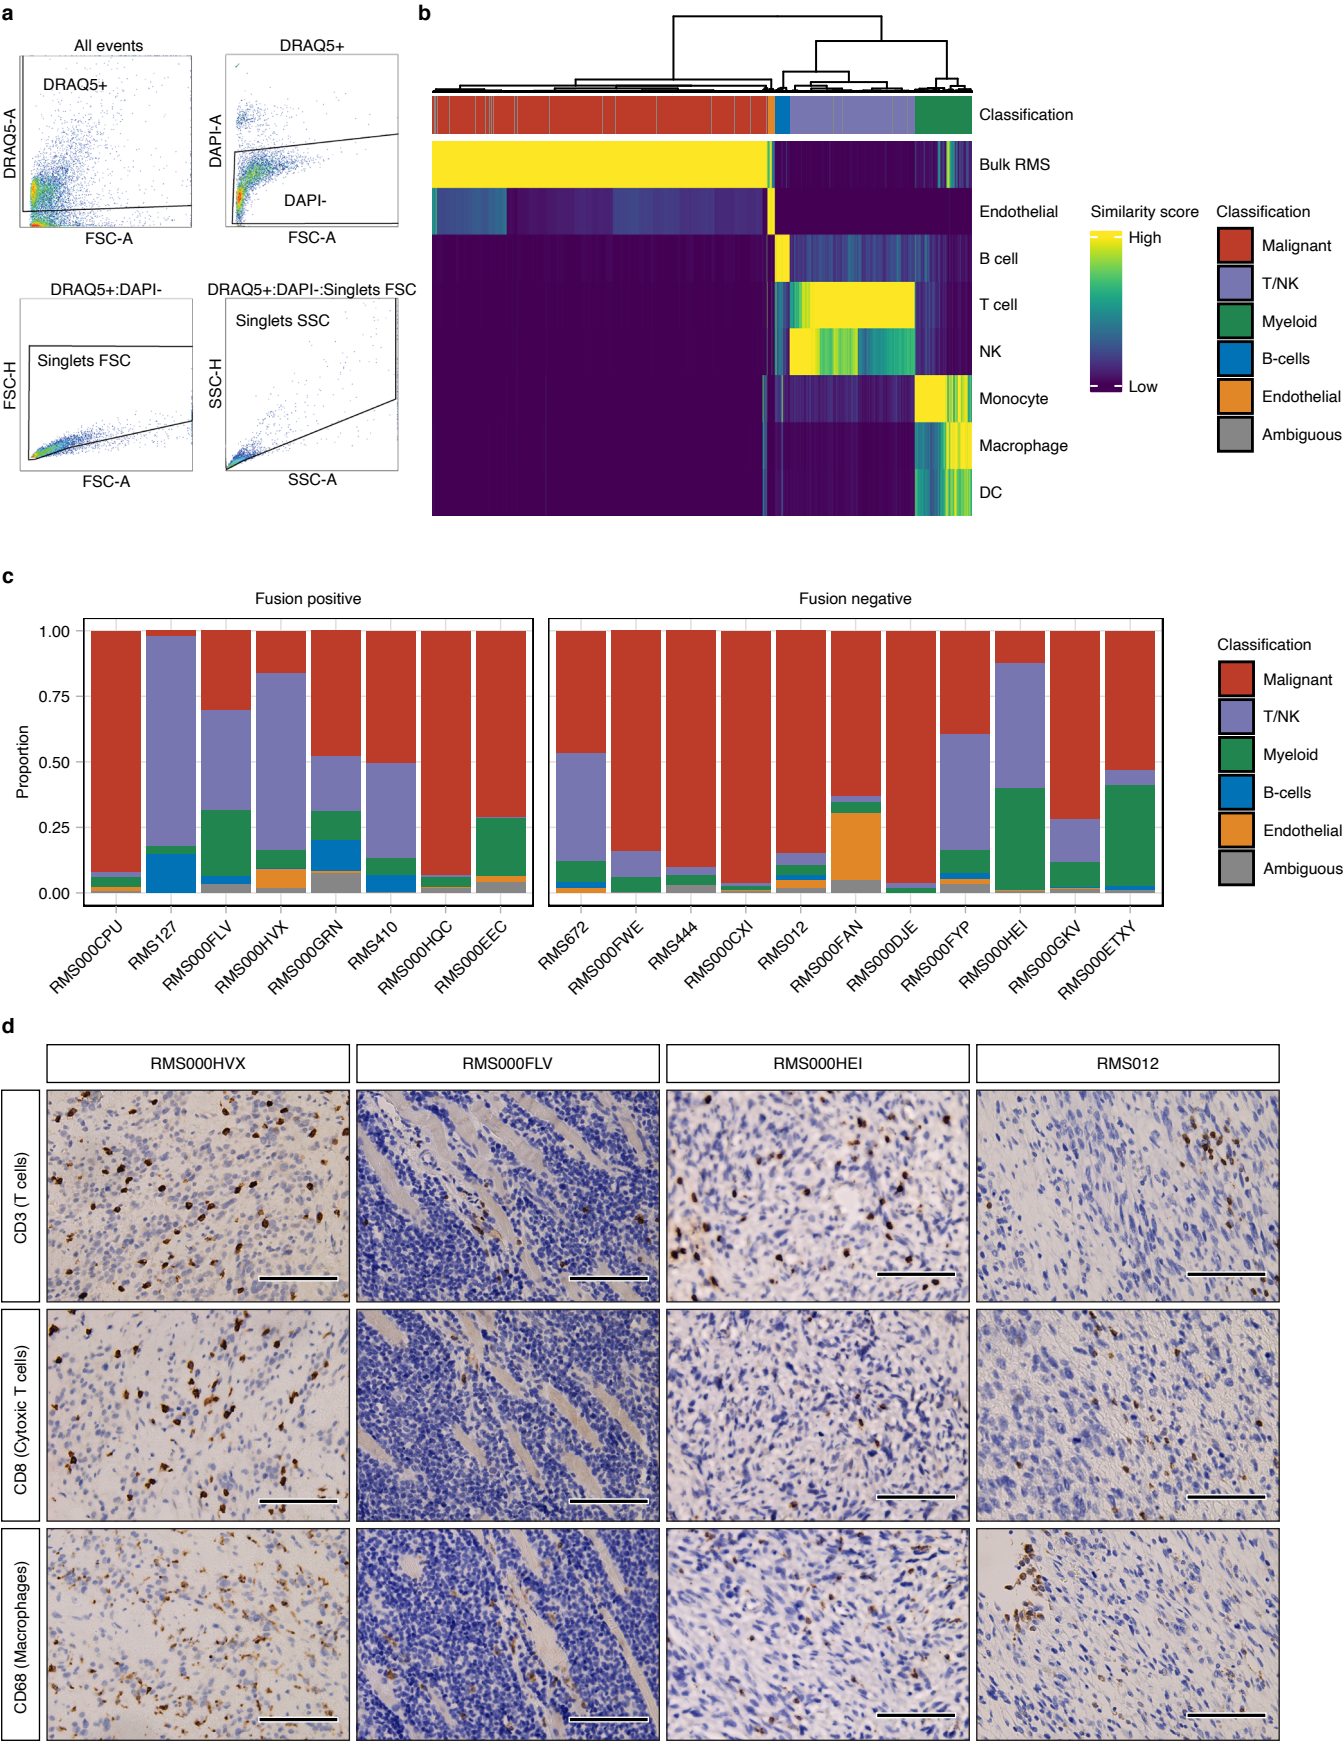 a
All events
DRAQ5+
DRAQ5-A
FSC-A
DRAQ5+
DAPI-
DAPI-A
FSC-A
DRAQ5+:DAPI-
Singlets FSC
FSC-H
FSC-A
DRAQ5+:DAPI-:Singlets FSC
Singlets SSC
SSC-H
SSC-A
b
Classification
Bulk RMS
Endothelial
B cell
T cell
NK
Monocyte
Macrophage
DC
Similarity score
High
Low
Classification
Malignant
T/NK
Myeloid
B-cells
Endothelial
Ambiguous
c
Fusion positive
Fusion negative
Proportion
1.00
0.75
0.50
0.25
0.00
RMS000CPU
RMS127
RMS000FLV
RMS000HVX
RMS000GRN
RMS410
RMS000HQC
RMS000EEC
RMS672
RMS000FWE
RMS444
RMS000CXI
RMS012
RMS000FAN
RMS000DJE
RMS000FYP
RMS000HEI
RMS000GKV
RMS000ETXY
Classification
Malignant
T/NK
Myeloid
B-cells
Endothelial
Ambiguous
d
RMS000HVX
RMS000FLV
RMS000HEI
RMS012
CD3 (T cells)
CD8 (Cytoxic T cells)
CD68 (Macrophages)